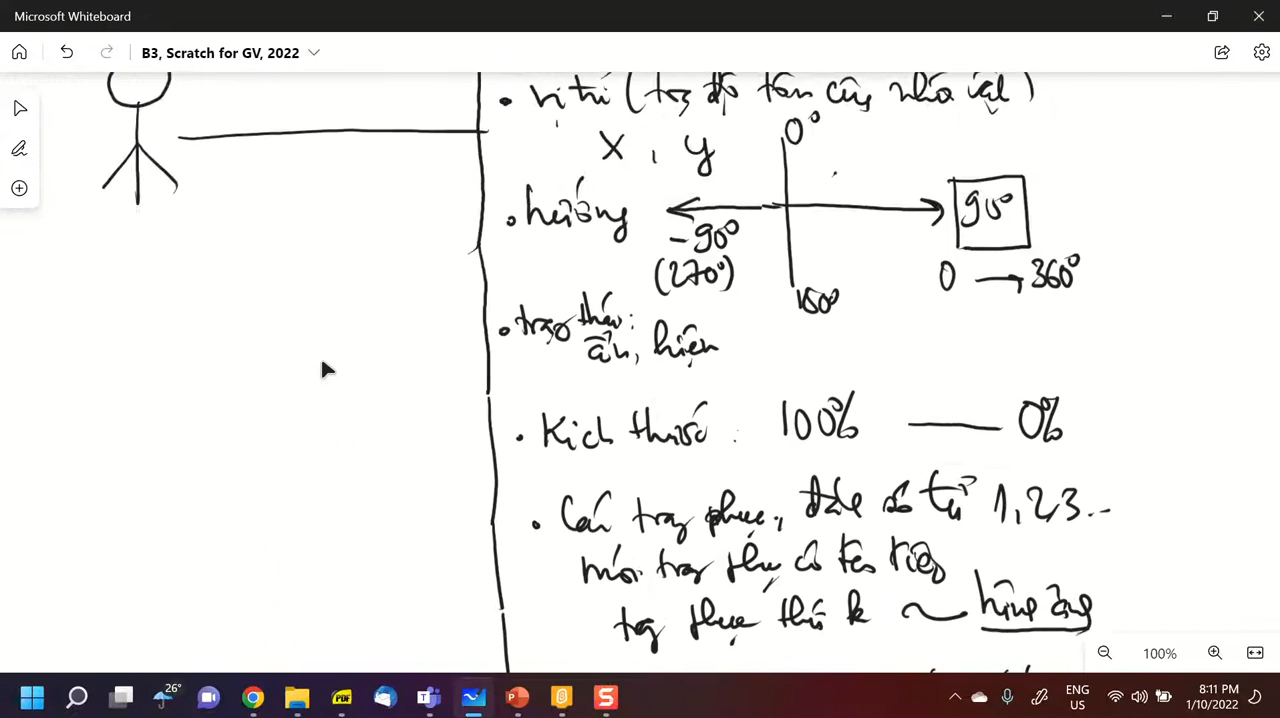 Microsoft Whiteboard
B3, Scratch for GV, 2022
• vị trí (toạ độ tâm của nhân vật)
X, y
0°
• hướng
-90°
(270°)
90°
0 → 360°
180°
• trạng thái:
ẩn, hiện
• Kích thước: 100% — 0%
• Các trang phục, đánh số từ 1, 2, 3...
mỗi trang phục có tên riêng
trang phục thứ k ~ hình ảnh
100%
26°
ENG
US
8:11 PM
1/10/2022